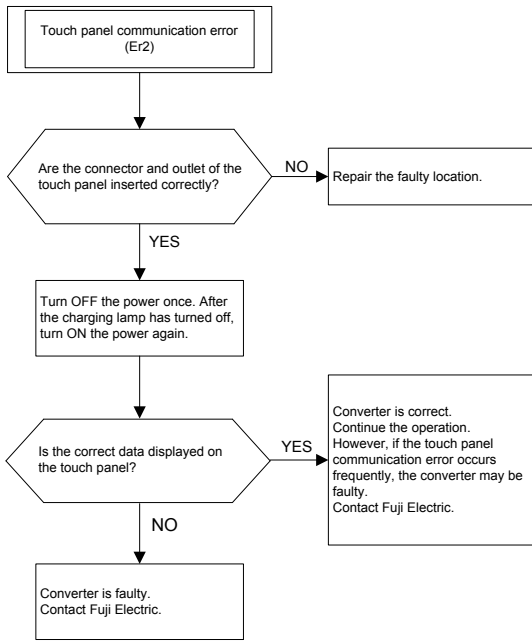 Touch panel communication error
(Er2)
Are the connector and outlet of the
touch panel inserted correctly?
NO
Repair the faulty location.
YES
Turn OFF the power once. After
the charging lamp has turned off,
turn ON the power again.
Is the correct data displayed on
the touch panel?
YES
Converter is correct.
Continue the operation.
However, if the touch panel
communication error occurs
frequently, the converter may be
faulty.
Contact Fuji Electric.
NO
Converter is faulty.
Contact Fuji Electric.